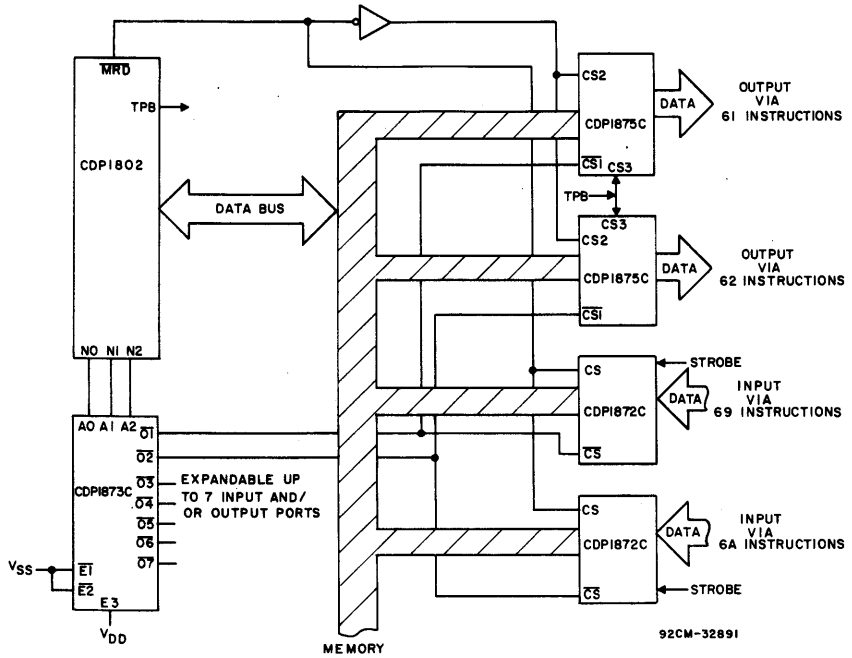 MRD
TPB
CDP1802
DATA BUS
N0 N1 N2
A0 A1 A2
CDP1873C
O1
O2
O3
O4
O5
O6
O7
EXPANDABLE UP
TO 7 INPUT AND/
OR OUTPUT PORTS
VSS
E1
E2
E3
VDD
MEMORY
CS2
CDP1875C
CS1
CS3
DATA
OUTPUT
VIA
61 INSTRUCTIONS
TPB
CS3
CS2
CDP1875C
CS1
DATA
OUTPUT
VIA
62 INSTRUCTIONS
CS
CDP1872C
CS
STROBE
DATA
INPUT
VIA
69 INSTRUCTIONS
CS
CDP1872C
CS
DATA
INPUT
VIA
6A INSTRUCTIONS
STROBE
92CM-32891